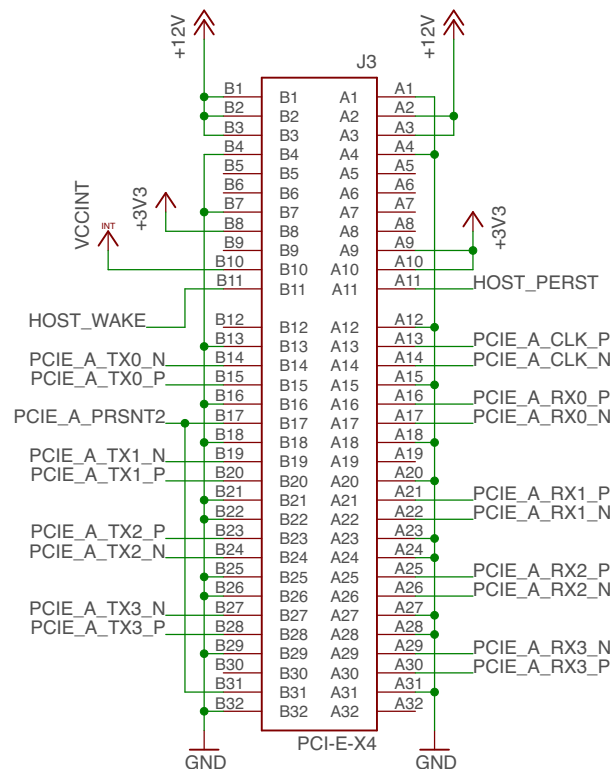 +12V +12V
J3
B1 B1 A1 A1
B2 B2 A2 A2
B3 B3 A3 A3
B4 B4 A4 A4
B5 B5 A5 A5
B6 B6 A6 A6
B7 B7 A7 A7
VCCINT INT +3V3 B8 B8 A8 A8 +3V3
B9 B9 A9 A9
B10 B10 A10 A10
B11 B11 A11 A11 HOST_PERST
HOST_WAKE B12 B12 A12 A12
B13 B13 A13 A13 PCIE_A_CLK_P
PCIE_A_TX0_N B14 B14 A14 A14 PCIE_A_CLK_N
PCIE_A_TX0_P B15 B15 A15 A15
B16 B16 A16 A16 PCIE_A_RX0_P
PCIE_A_PRSNT2 B17 B17 A17 A17 PCIE_A_RX0_N
B18 B18 A18 A18
PCIE_A_TX1_N B19 B19 A19 A19
PCIE_A_TX1_P B20 B20 A20 A20
B21 B21 A21 A21 PCIE_A_RX1_P
B22 B22 A22 A22 PCIE_A_RX1_N
PCIE_A_TX2_P B23 B23 A23 A23
PCIE_A_TX2_N B24 B24 A24 A24
B25 B25 A25 A25 PCIE_A_RX2_P
B26 B26 A26 A26 PCIE_A_RX2_N
PCIE_A_TX3_N B27 B27 A27 A27
PCIE_A_TX3_P B28 B28 A28 A28
B29 B29 A29 A29 PCIE_A_RX3_N
B30 B30 A30 A30 PCIE_A_RX3_P
B31 B31 A31 A31
B32 B32 A32 A32
PCI-E-X4
GND GND